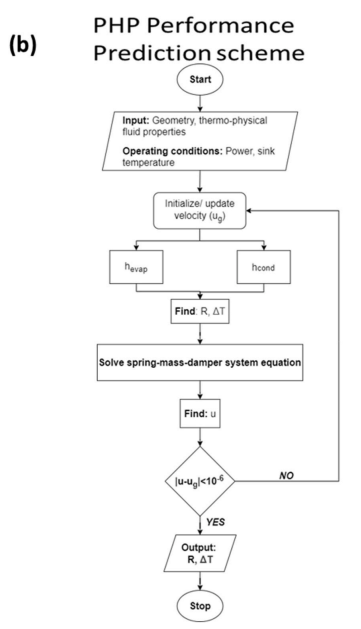 (b)
PHP Performance
Prediction scheme
Start
Input: Geometry, thermo-physical
fluid properties
Operating conditions: Power, sink
temperature
Initialize/ update
velocity (ug)
hevap
hcond
Find: R, ΔT
Solve spring-mass-damper system equation
Find: u
|u-ug|<10-6
NO
YES
Output:
R, ΔT
Stop